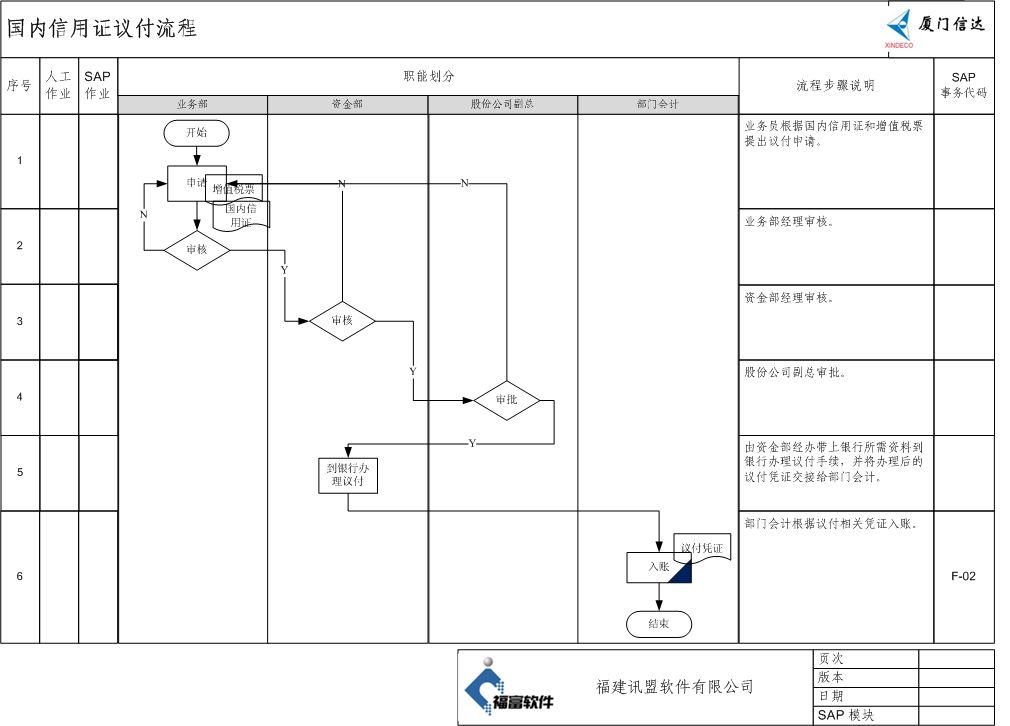 国内信用证议付流程
厦门信达
XINDECO
序号
人工
作业
SAP
作业
职能划分
流程步骤说明
SAP
事务代码
业务部
资金部
股份公司副总
部门会计
1
开始
申请
增值税票
国内信
用证
N
N
N
业务员根据国内信用证和增值税票
提出议付申请。
2
审核
Y
业务部经理审核。
3
审核
Y
资金部经理审核。
4
审批
股份公司副总审批。
5
Y
到银行办
理议付
由资金部经办带上银行所需资料到
银行办理议付手续，并将办理后的
议付凭证交接给部门会计。
6
议付凭证
入账
结束
部门会计根据议付相关凭证入账。
F-02
福富软件
福建讯盟软件有限公司
页次
版本
日期
SAP 模块